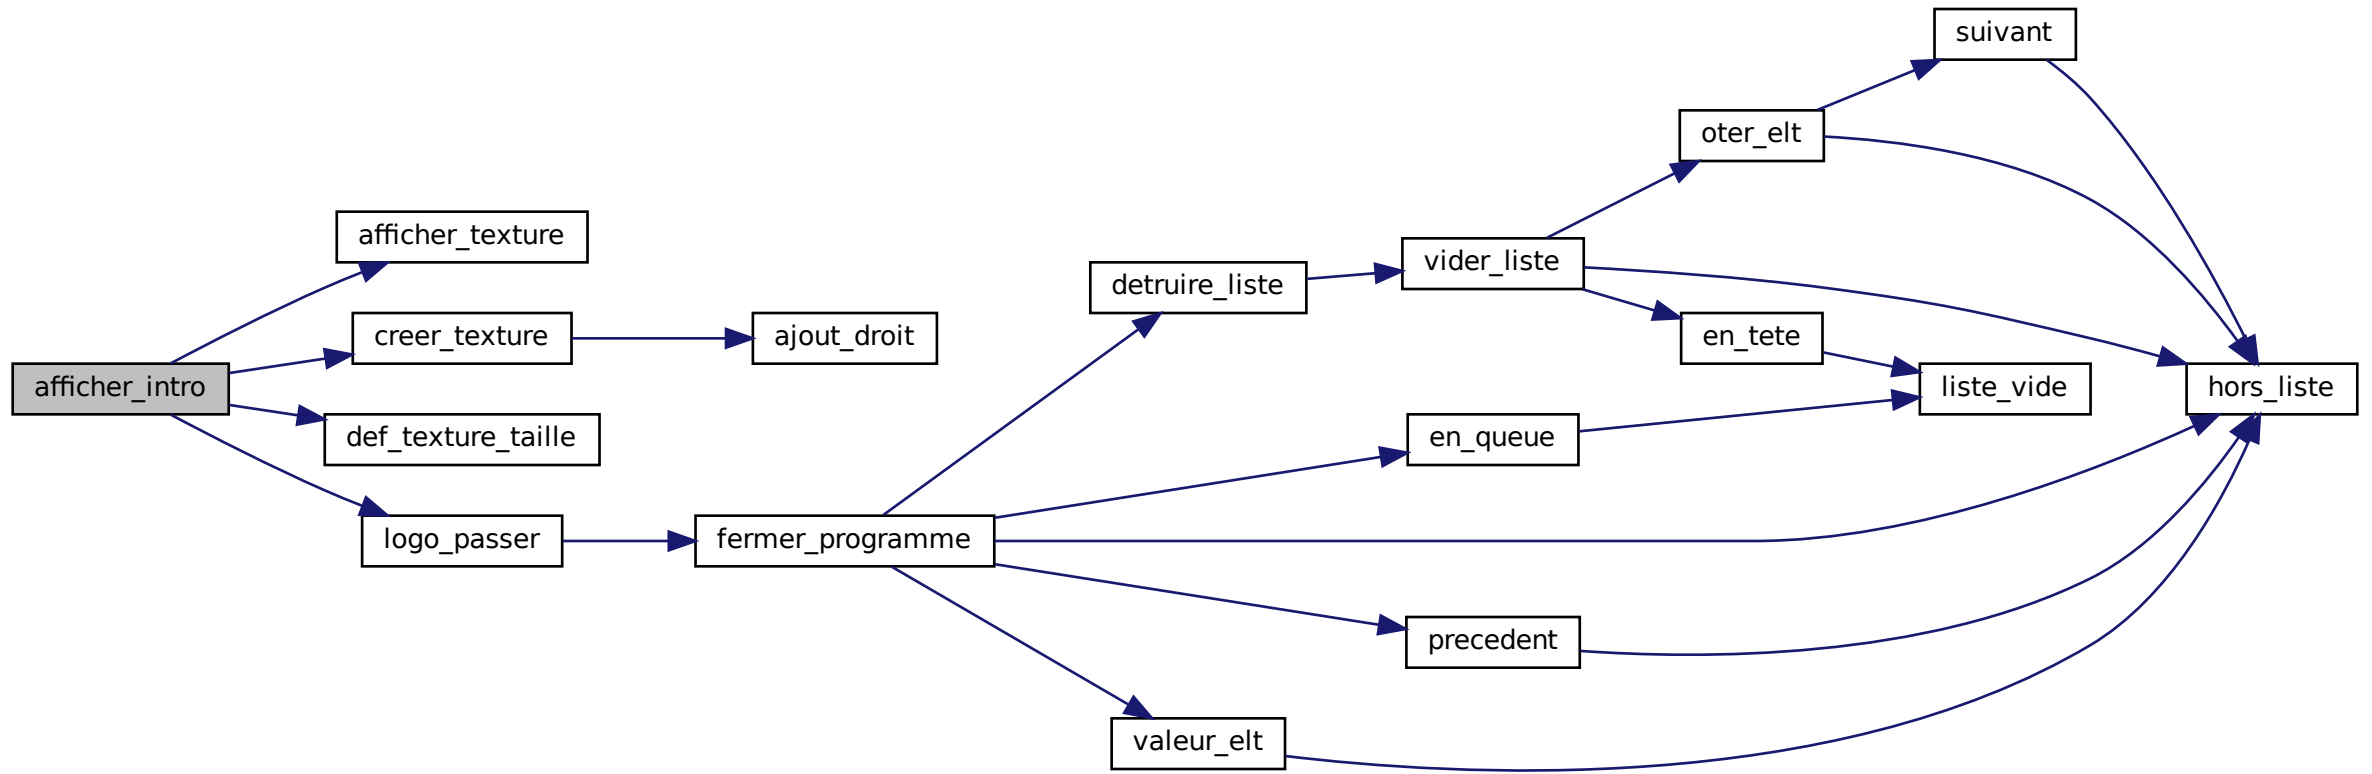 afficher_intro
afficher_texture
creer_texture
def_texture_taille
logo_passer
ajout_droit
fermer_programme
detruire_liste
en_queue
precedent
valeur_elt
vider_liste
oter_elt
en_tete
suivant
liste_vide
hors_liste